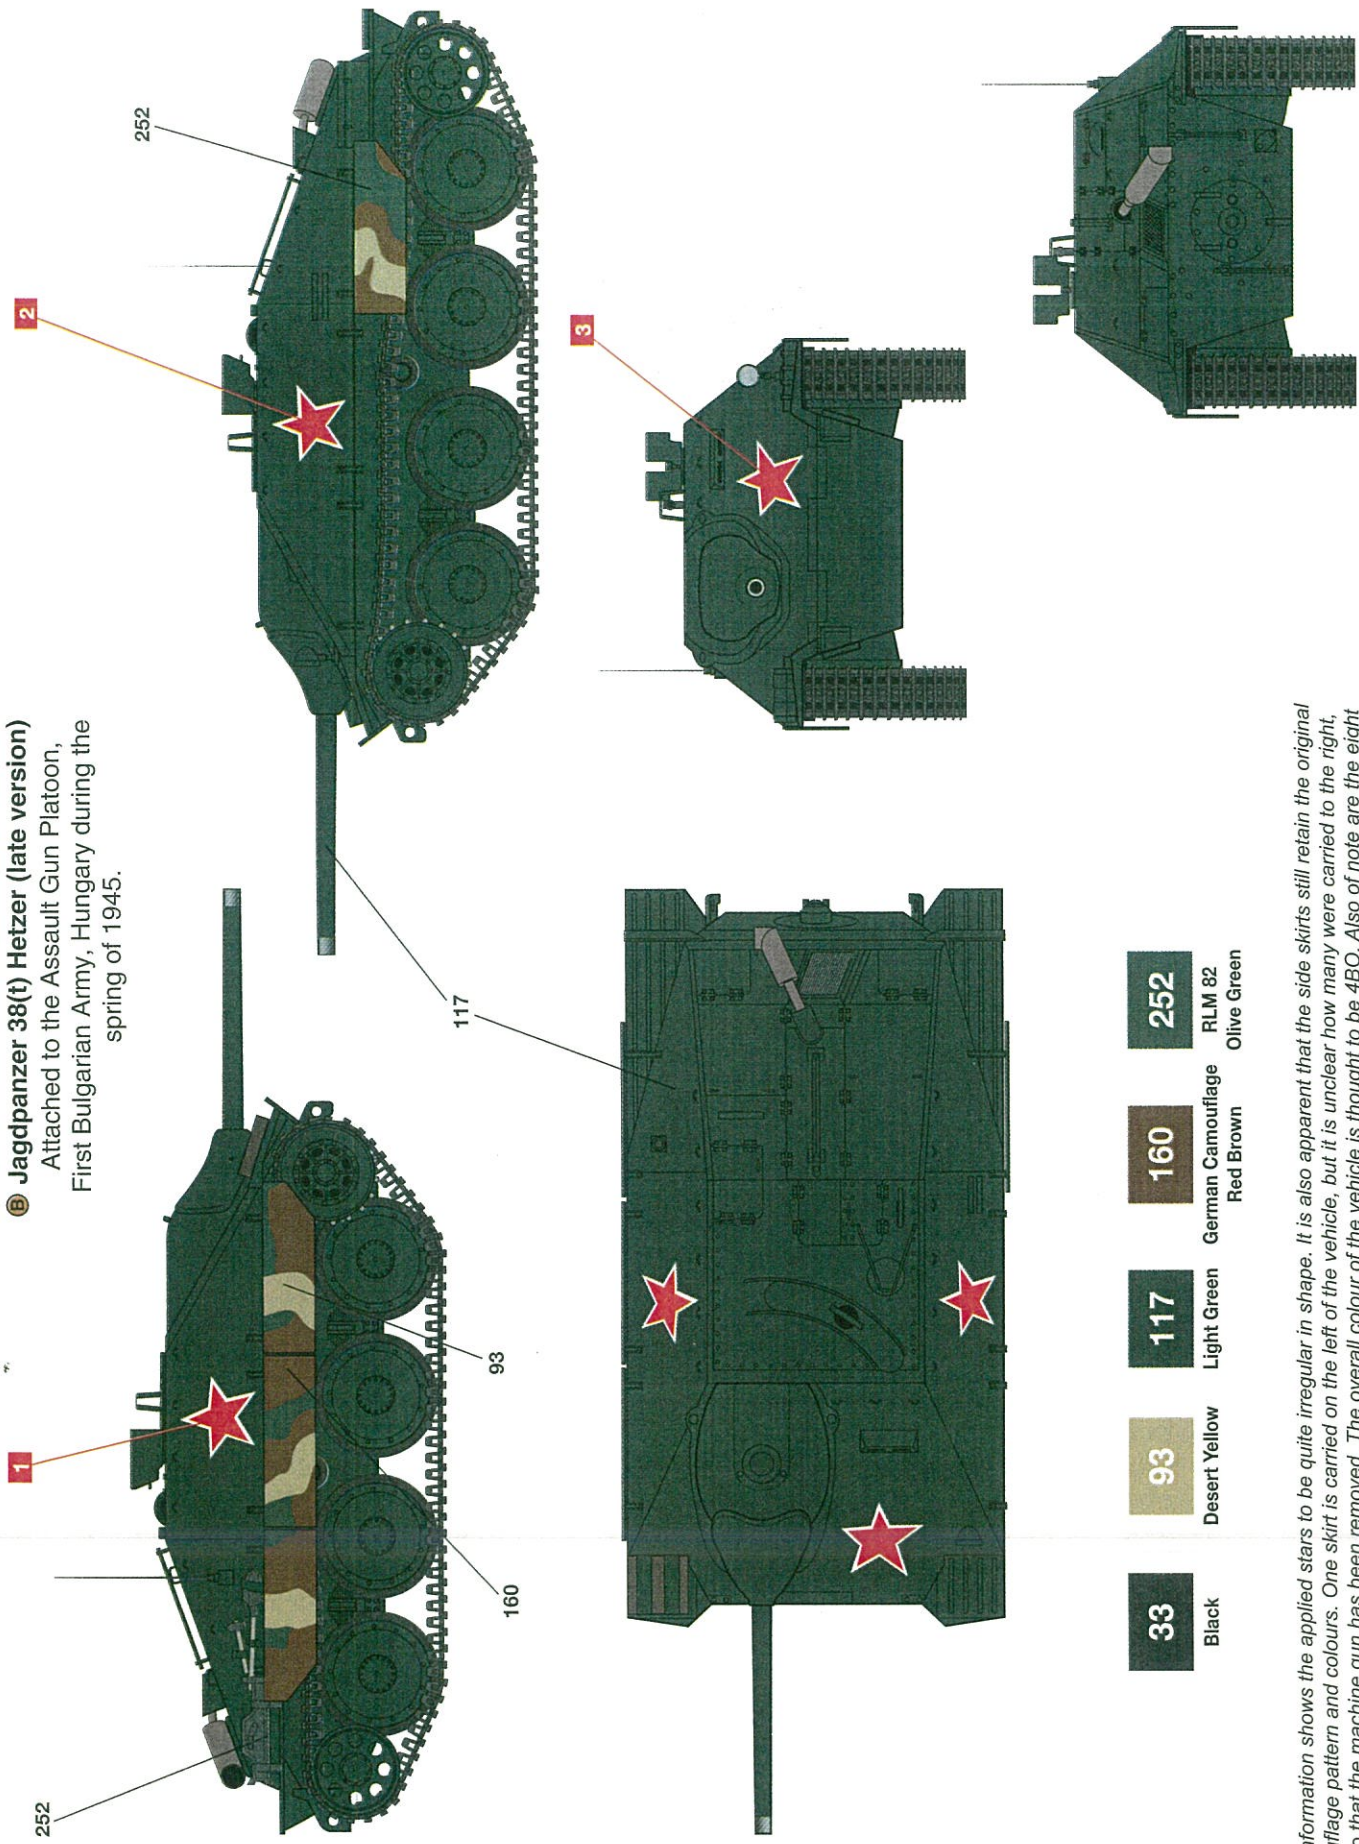 B Jagdpanzer 38(t) Hetzer (late version)
Attached to the Assault Gun Platoon,
First Bulgarian Army, Hungary during the
spring of 1945.
1
2
3
252
93
160
117
252
33
Black
93
Desert Yellow
117
Light Green
160
German Camouflage
Red Brown
252
RLM 82
Olive Green
shows the applied stars to be quite irregular in shape. It is also apparent that the side skirts still retain the original
pattern and colours. One skirt is carried on the left of the vehicle, but it is unclear how many were carried to the right,
that the machine gun has been removed. The overall colour of the vehicle is thought to be 4BO. Also of note are the eight